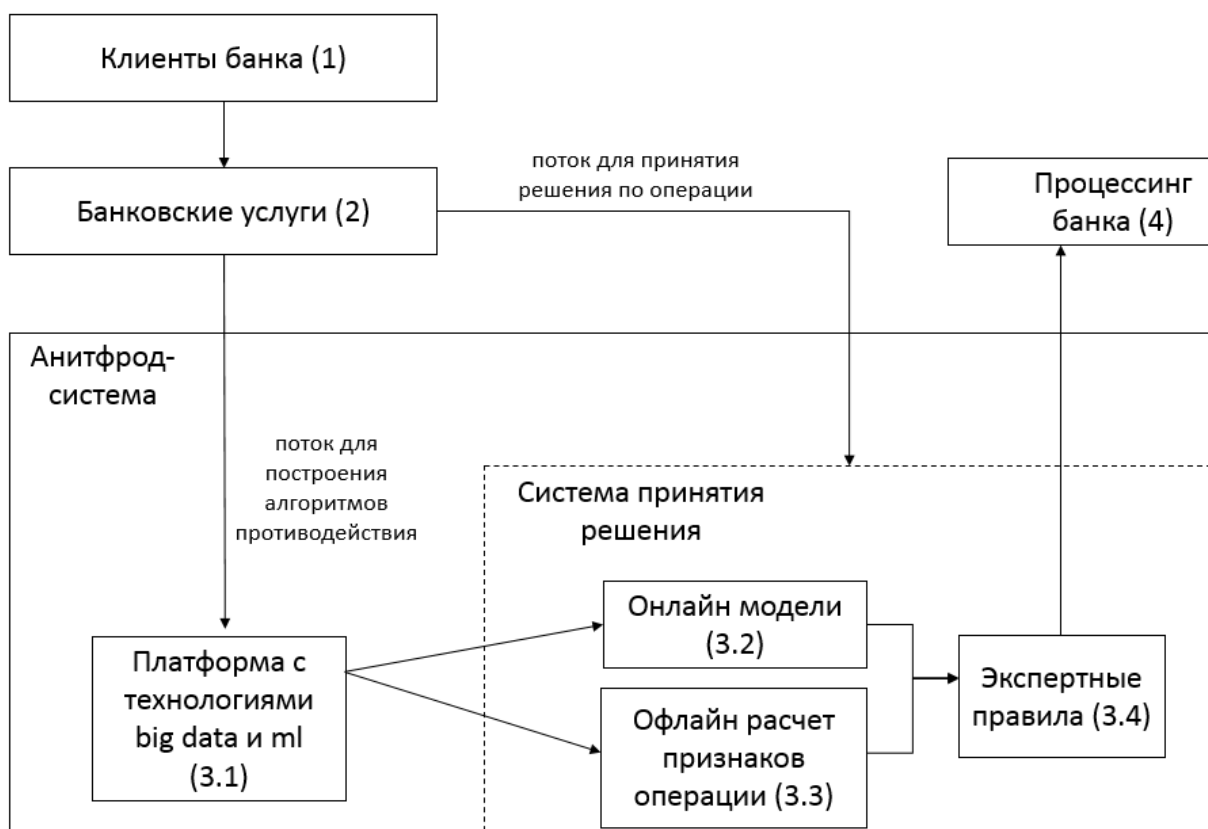 Клиенты банка (1)
Банковские услуги (2)
поток для принятия
решения по операции
Процессинг
банка (4)
Анитфрод-
система
поток для
построения
алгоритмов
противодействия
Система принятия
решения
Платформа с
технологиями
big data и ml
(3.1)
Онлайн модели
(3.2)
Офлайн расчет
признаков
операции (3.3)
Экспертные
правила (3.4)